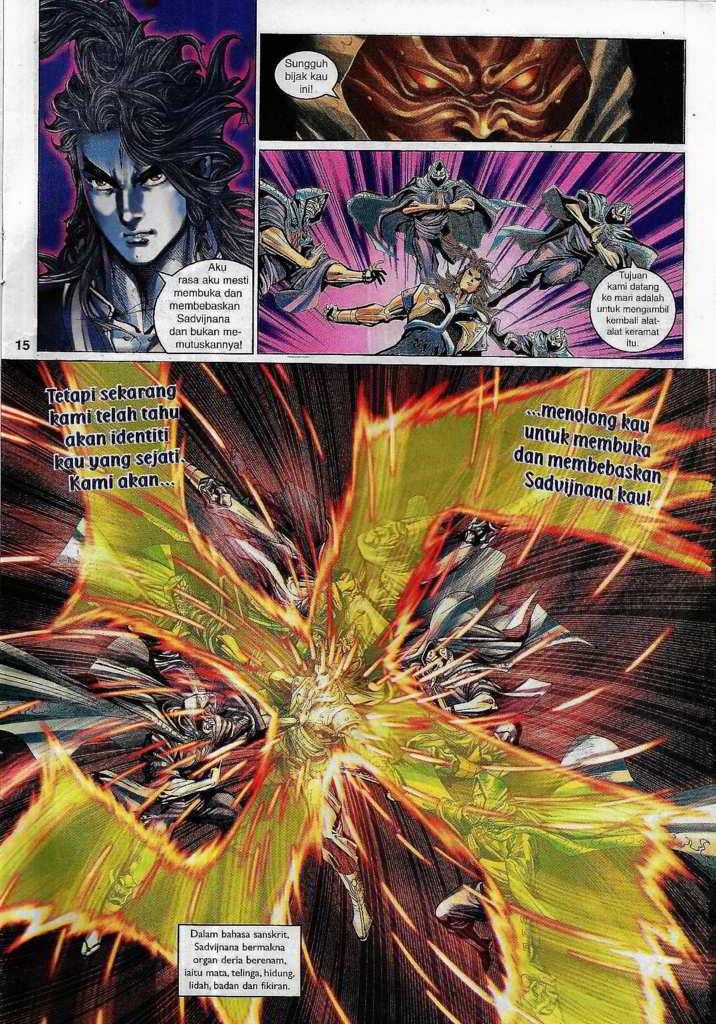 Sungguh
bijak kau
ini!
Aku
rasa aku mesti
membuka dan
membebaskan
Sadvijnana
dan bukan me-
mutuskannya!
Tujuan
kami datang
ke mari adalah
untuk mengambil
kembali alat-
alat keramat
itu.
15
Tetapi sekarang
kami telah tahu
akan identiti
kau yang sejati.
Kami akan...
...menolong kau
untuk membuka
dan membebaskan
Sadvijnana kau!
Dalam bahasa sanskrit,
Sadvijnana bermakna
organ deria berenam,
iaitu mata, telinga, hidung,
lidah, badan dan fikiran.